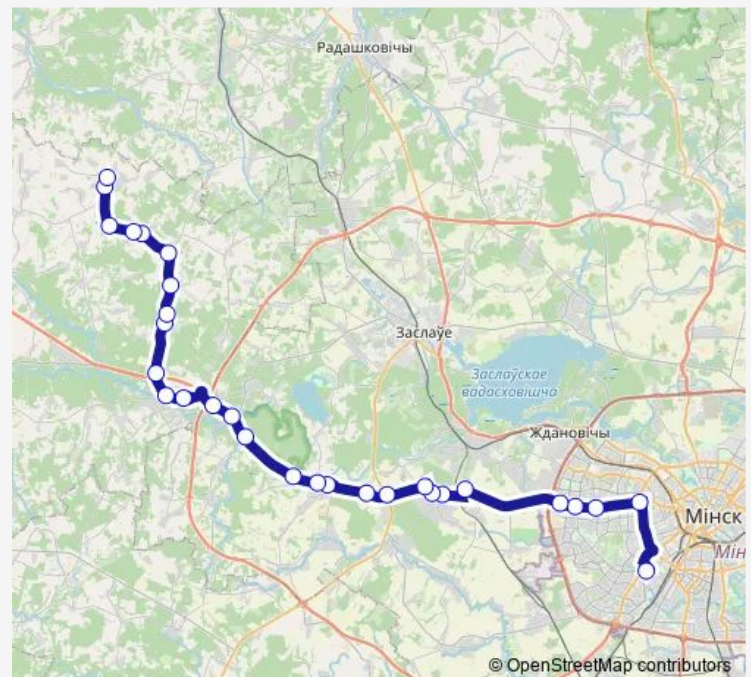 Радашковічы
Заслаўе
Заслаўскае
вадасховішча
Ждановічы
Мінск
Мін
© OpenStreetMap contributors